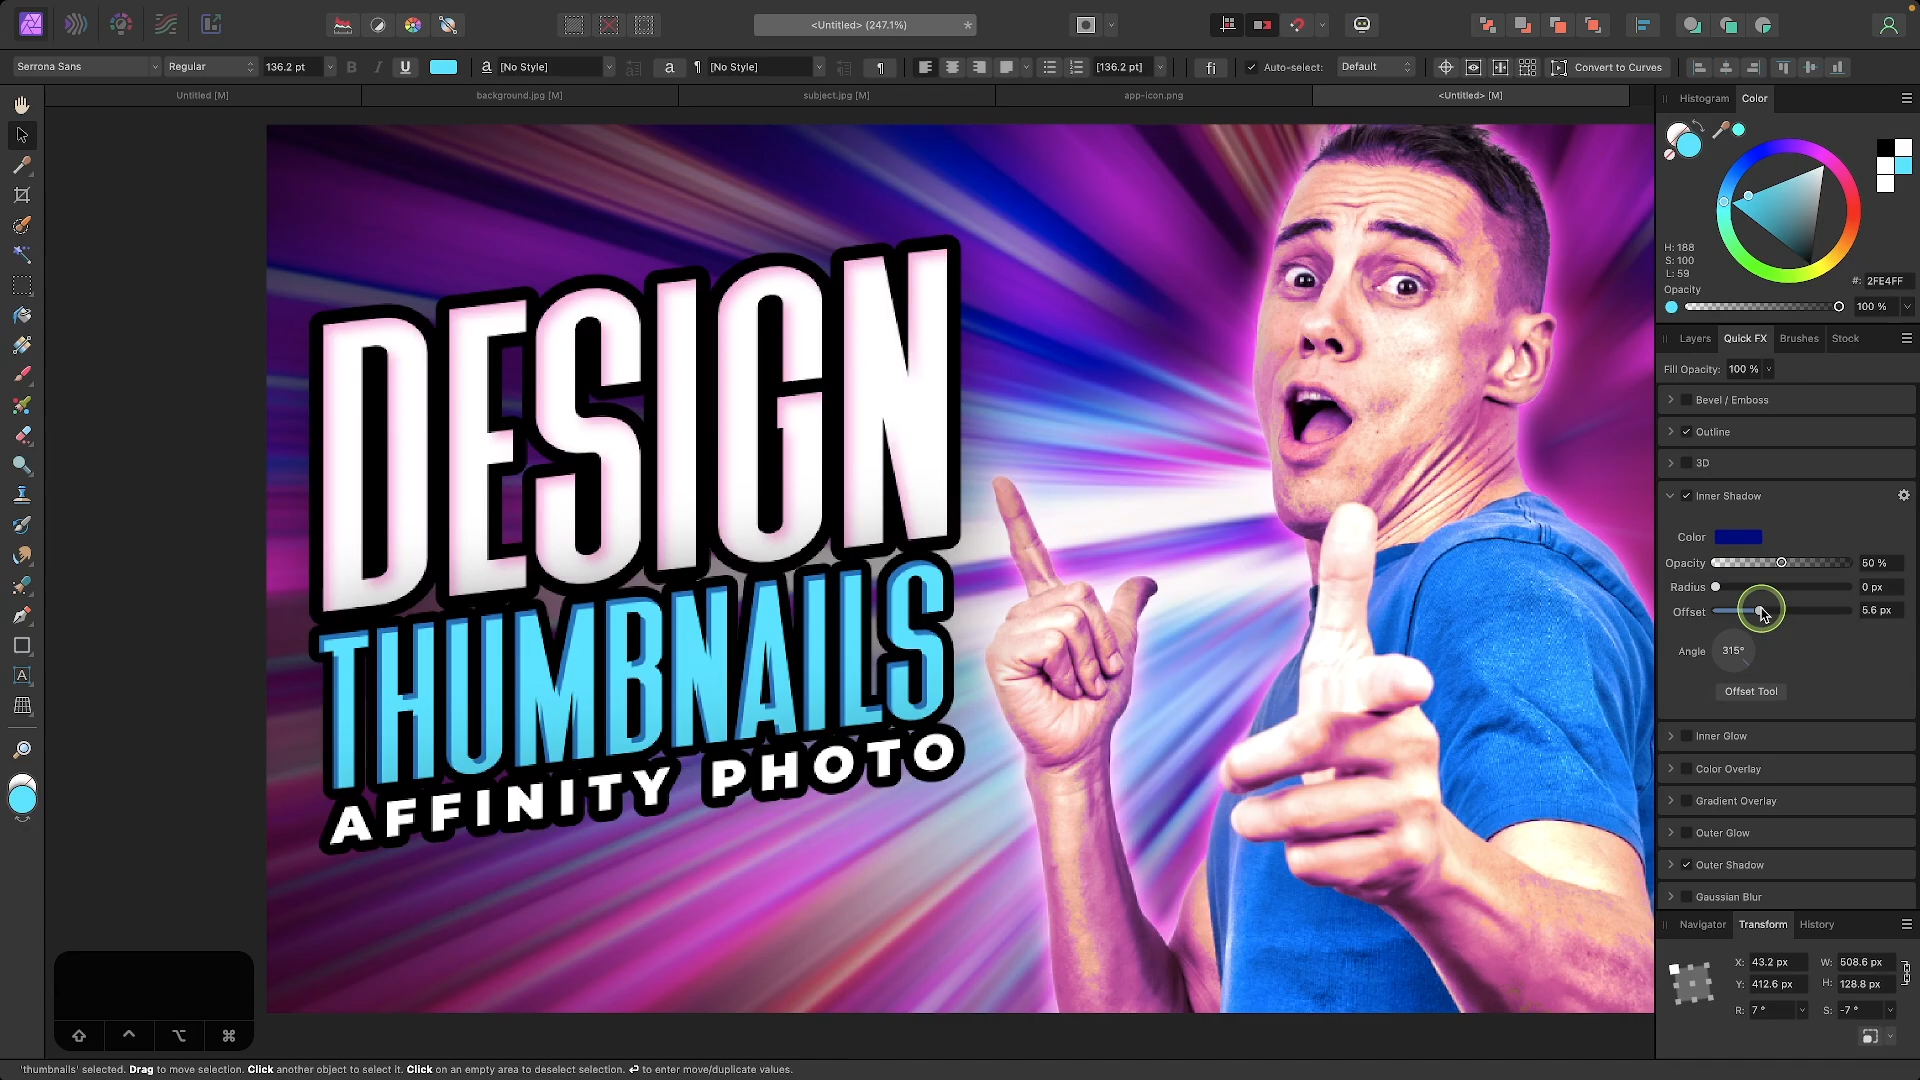 <Untitled> (247.1%)
*
Serrona Sans
Regular
136.2 pt
B
I
U
a
[No Style]
a
¶
[No Style]
¶
[136.2 pt]
fi
Auto-select:
Default
Convert to Curves
Untitled [M]
background.jpg [M]
subject.jpg [M]
app-icon.png
<Untitled> [M]
Histogram
Color
H: 188
S: 100
L: 59
#:
2FE4FF
Opacity
100 %
Layers
Quick FX
Brushes
Stock
Fill Opacity:
100 %
Bevel / Emboss
Outline
3D
Inner Shadow
Color
Opacity
50 %
Radius
0 px
Offset
5.6 px
Angle
315°
Offset Tool
Inner Glow
Color Overlay
Gradient Overlay
Outer Glow
Outer Shadow
Gaussian Blur
Navigator
Transform
History
X:
43.2 px
W:
508.6 px
Y:
412.6 px
H:
128.8 px
R:
7 °
S:
-7 °
DESIGN
THUMBNAILS
AFFINITY PHOTO
A
'thumbnails' selected. Drag to move selection. Click another object to select it. Click on an empty area to deselect selection. ⏎ to enter move/duplicate values.